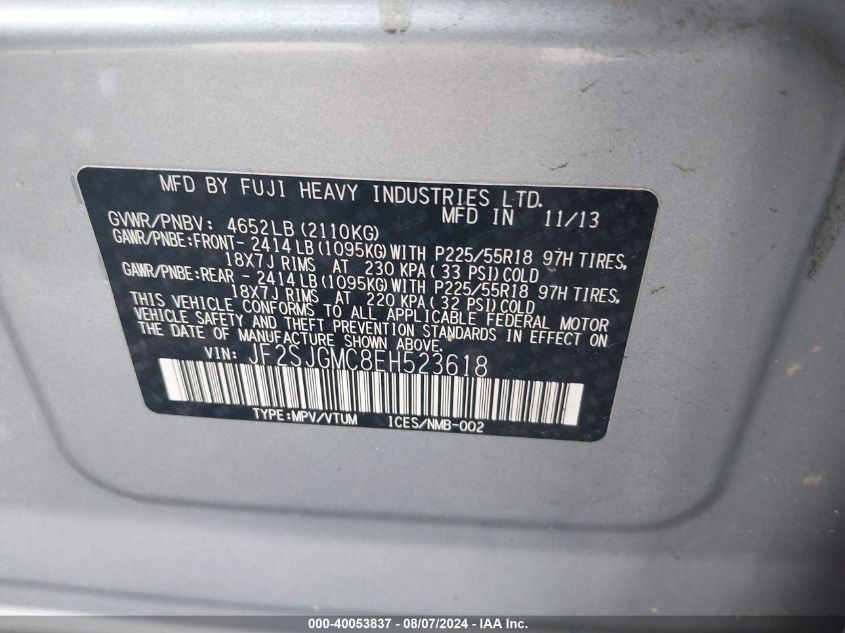 MFD BY FUJI HEAVY INDUSTRIES LTD.
MFD IN 11/13
GVWR/PNBV: 4652LB(2110KG)
GAWR/PNBE:FRONT- 2414LB(1095KG)WITH P225/55R18 97H TIRES,
18X7J RIMS AT 230 KPA( 33 PSI)COLD
GAWR/PNBE:REAR - 2414LB(1095KG)WITH P225/55R18 97H TIRES,
18X7J RIMS AT 220 KPA( 32 PSI)COLD
THIS VEHICLE CONFORMS TO ALL APPLICABLE FEDERAL MOTOR
VEHICLE SAFETY AND THEFT PREVENTION STANDARDS IN EFFECT ON
THE DATE OF MANUFACTURE SHOWN ABOVE.
VIN: JF2SJGMC8EH523618
TYPE:MPV/VTUM ICES/NMB-002
000-40053837 - 08/07/2024 - IAA Inc.